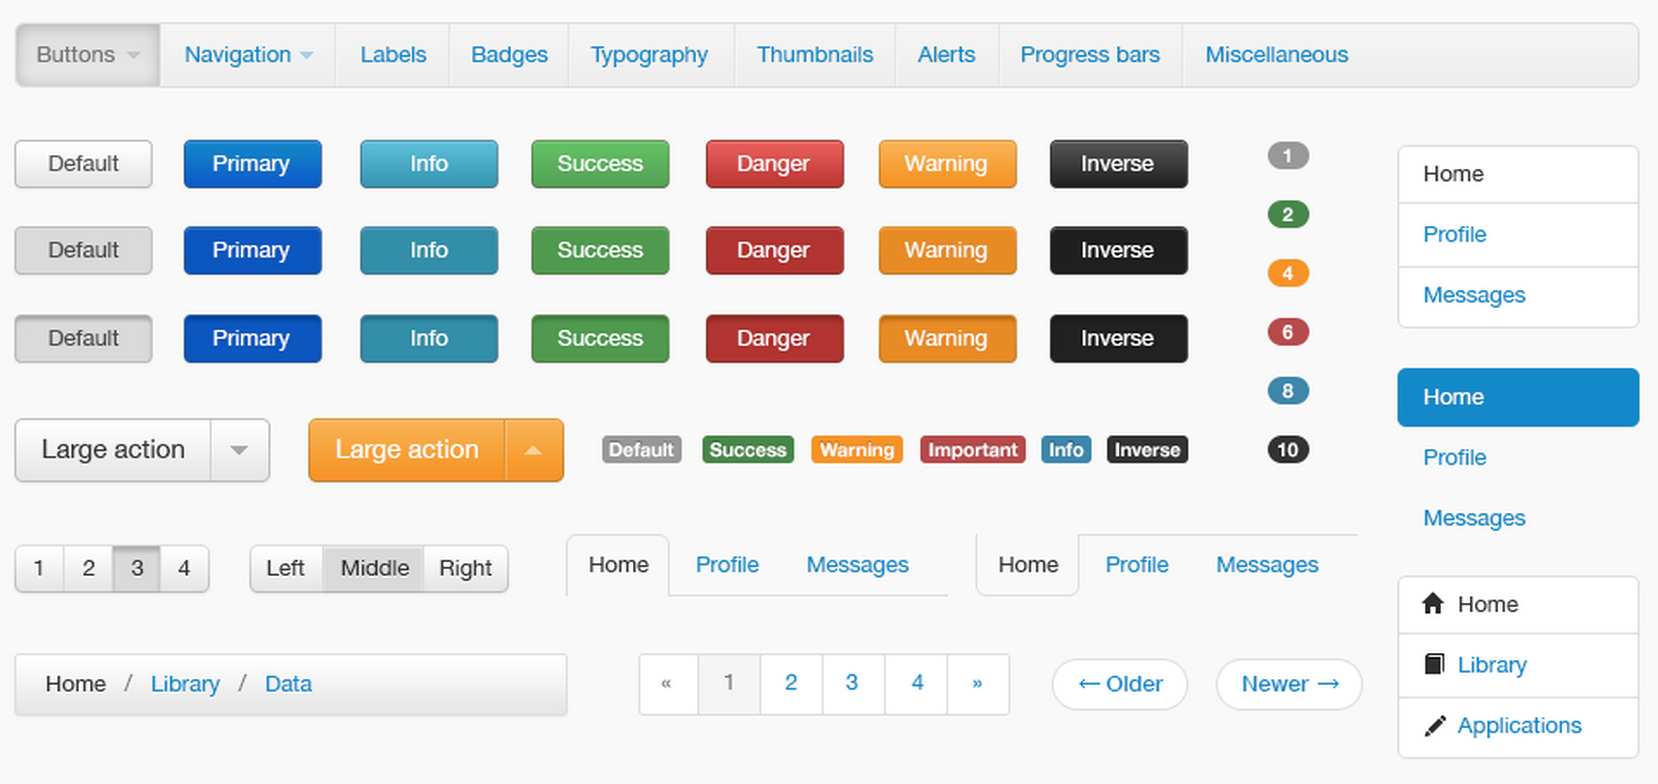 Buttons Navigation Labels Badges Typography Thumbnails Alerts Progress bars Miscellaneous
Default Primary Info Success Danger Warning Inverse
Default Primary Info Success Danger Warning Inverse
Default Primary Info Success Danger Warning Inverse
1
2
4
6
8
10
Home
Profile
Messages
Home
Profile
Messages
Large action Large action Default Success Warning Important Info Inverse
1 2 3 4 Left Middle Right Home Profile Messages Home Profile Messages
Home
Library
Applications
Home / Library / Data « 1 2 3 4 » ← Older Newer →